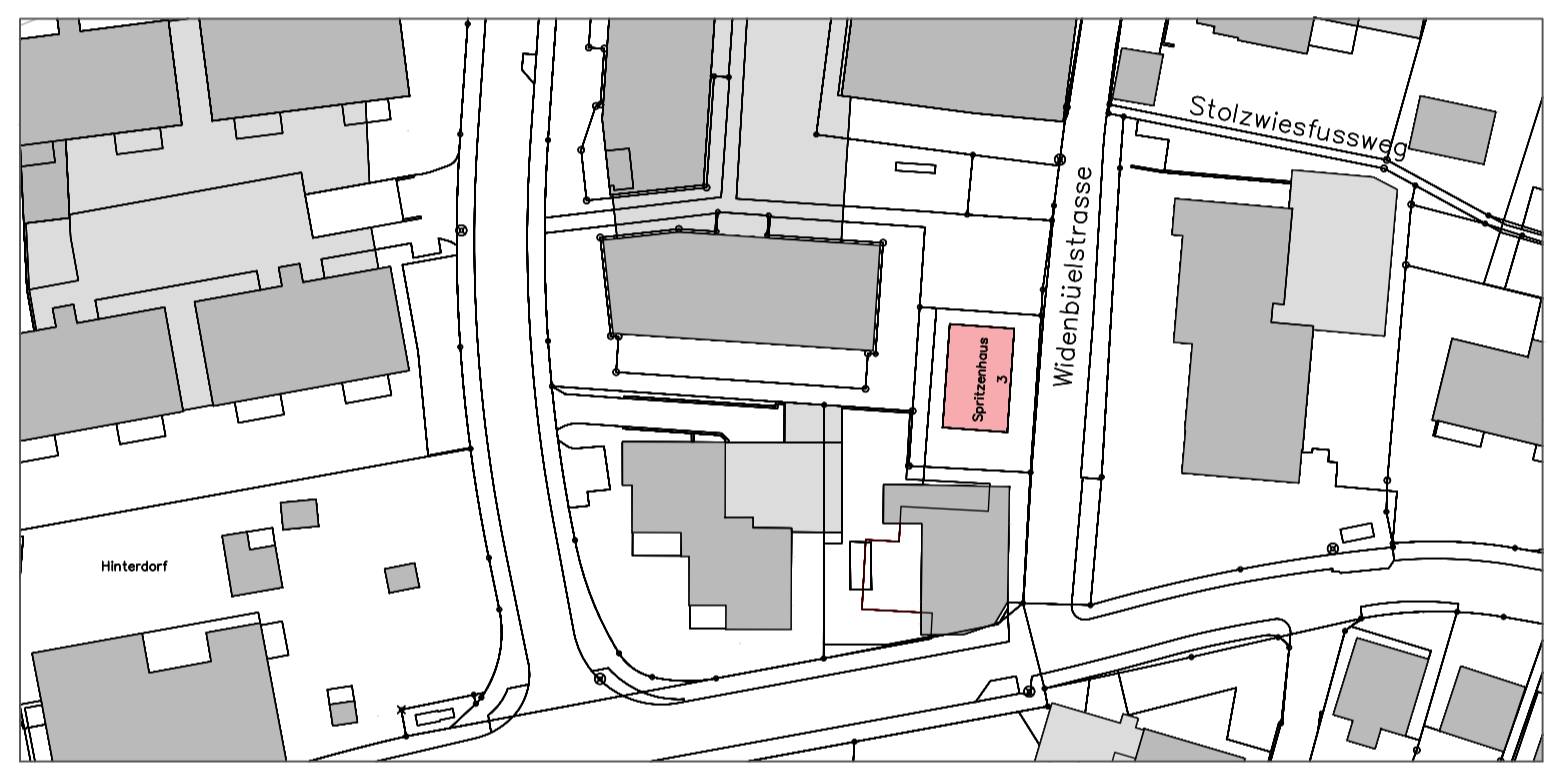 Stolzwiesfussweg
Widenbüelstrasse
Spritzenhaus
3
Hinterdorf